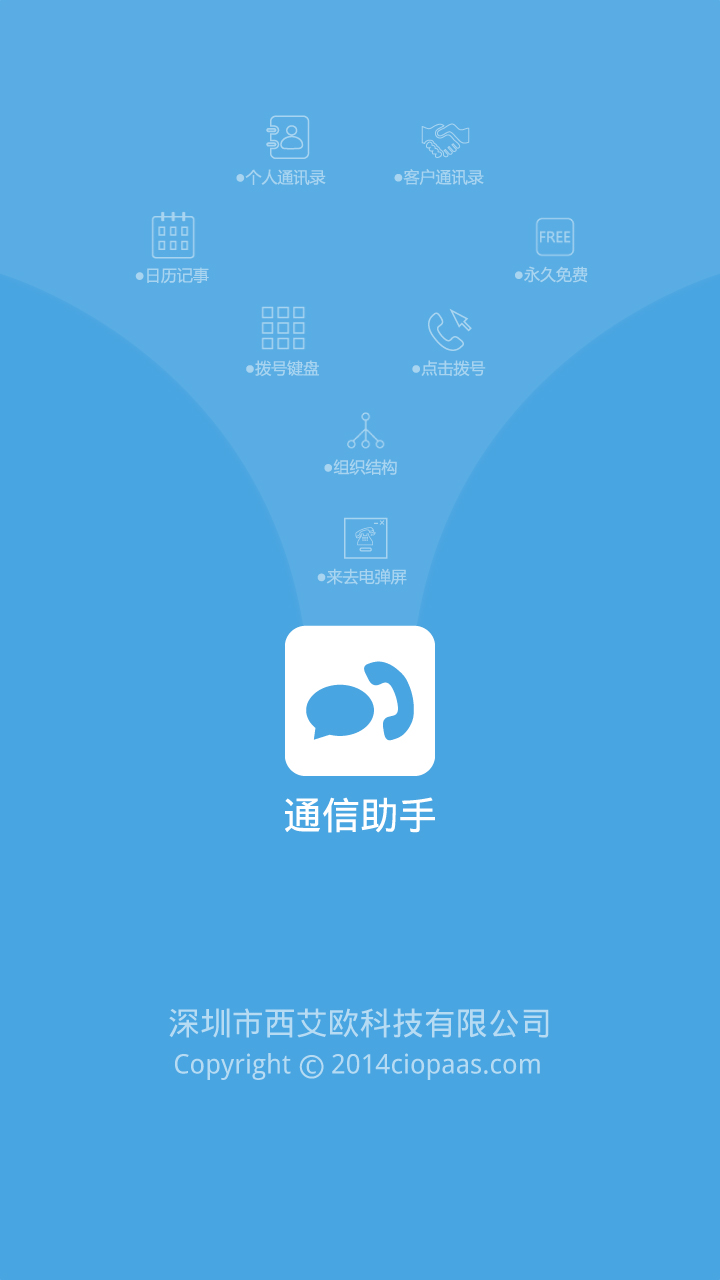 ●个人通讯录
●客户通讯录
●日历记事
FREE
●永久免费
●拨号键盘
●点击拨号
●组织结构
●来去电弹屏
通信助手
深圳市西艾欧科技有限公司
Copyright © 2014ciopaas.com